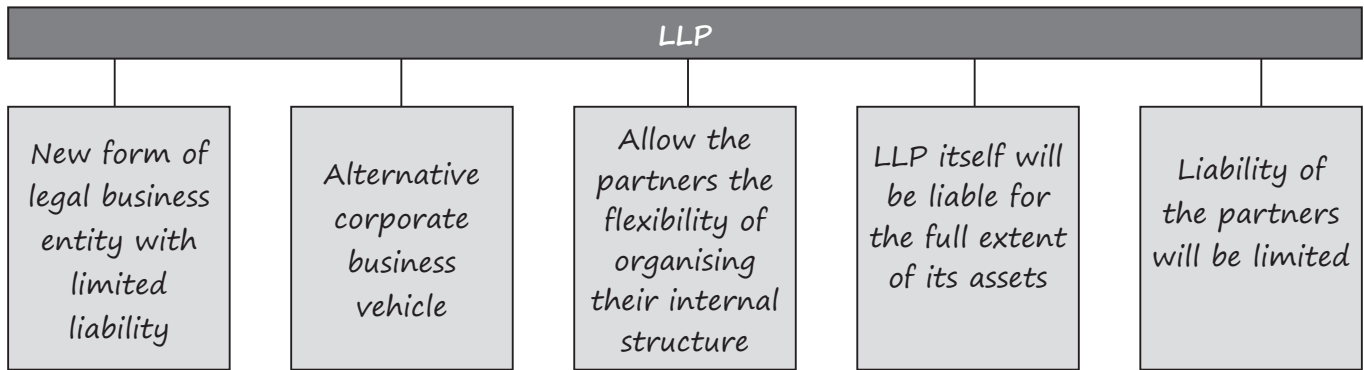 LLP
New form of
legal business
entity with
limited
liability
Alternative
corporate
business
vehicle
Allow the
partners the
flexibility of
organising
their internal
structure
LLP itself will
be liable for
the full extent
of its assets
Liability of
the partners
will be limited